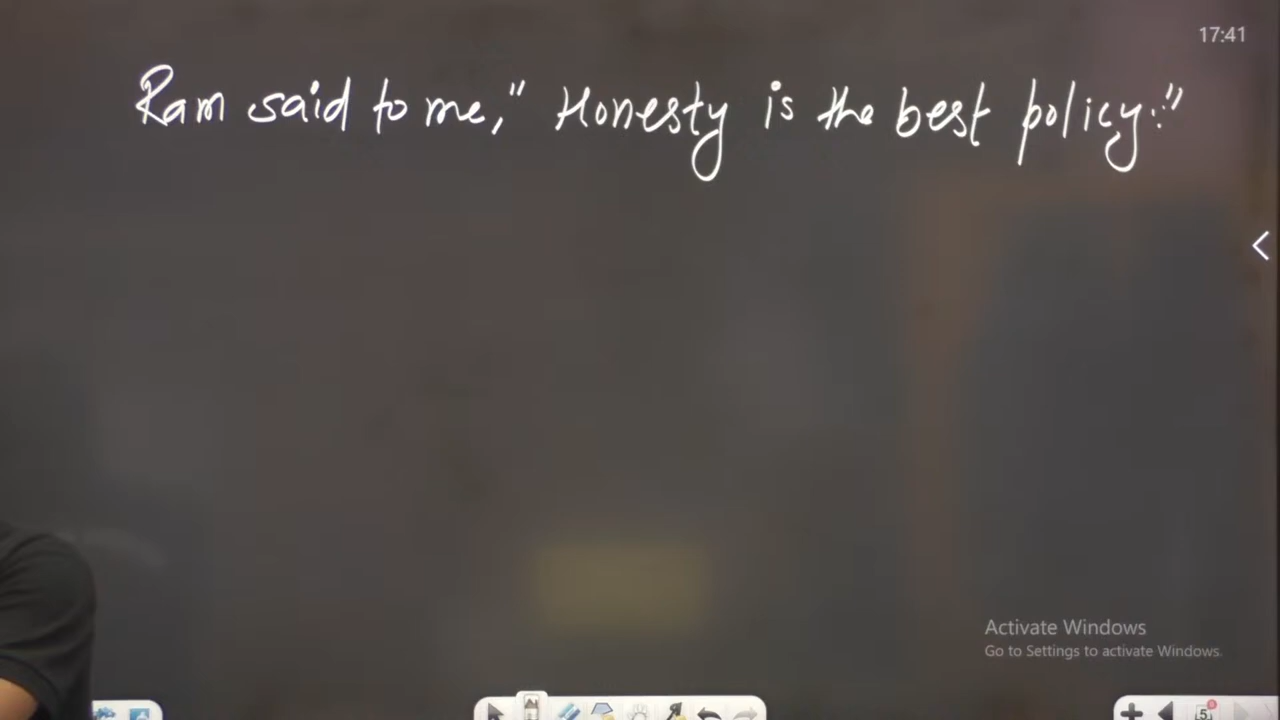 17:41
Ram said to me," Honesty is the best policy."
Activate Windows
Go to Settings to activate Windows.
5